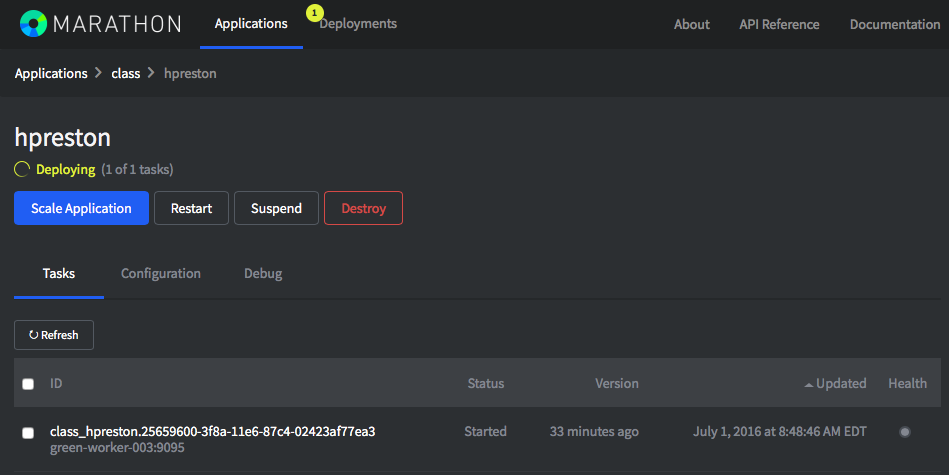 MARATHON Applications 1 Deployments About API Reference Documentation
Applications > class > hpreston
hpreston
Deploying (1 of 1 tasks)
Scale Application Restart Suspend Destroy
Tasks Configuration Debug
Refresh
ID Status Version Updated Health
class_hpreston.25659600-3f8a-11e6-87c4-02423af77ea3 Started 33 minutes ago July 1, 2016 at 8:48:46 AM EDT
green-worker-003:9095